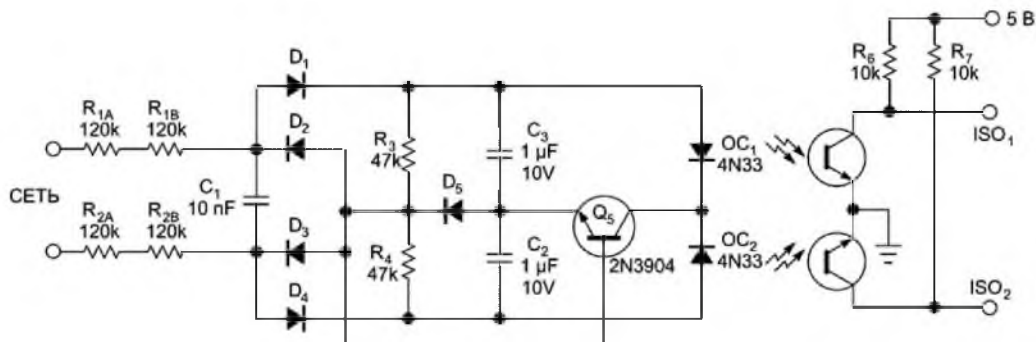 5 В
D₁
R₆
10k
R₇
10k
R₁A
120k
R₁B
120k
D₂
R₃
47k
C₃
1 µF
10V
OC₁
4N33
ISO₁
СЕТЬ
C₁
10 nF
D₅
Q₅
R₂A
120k
R₂B
120k
D₃
R₄
47k
C₂
1 µF
10V
2N3904
OC₂
4N33
D₄
ISO₂